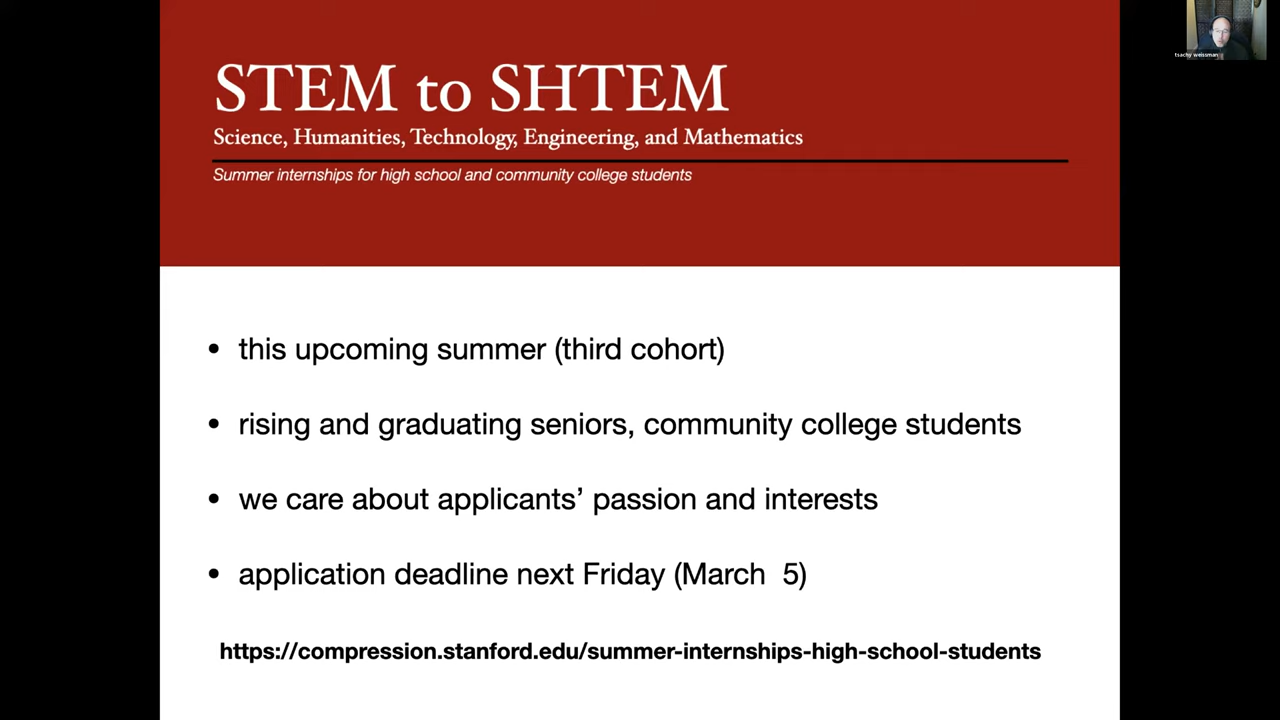 STEM to SHTEM
Science, Humanities, Technology, Engineering, and Mathematics
Summer internships for high school and community college students
• this upcoming summer (third cohort)
• rising and graduating seniors, community college students
• we care about applicants’ passion and interests
• application deadline next Friday (March 5)
https://compression.stanford.edu/summer-internships-high-school-students
tsachy weissman